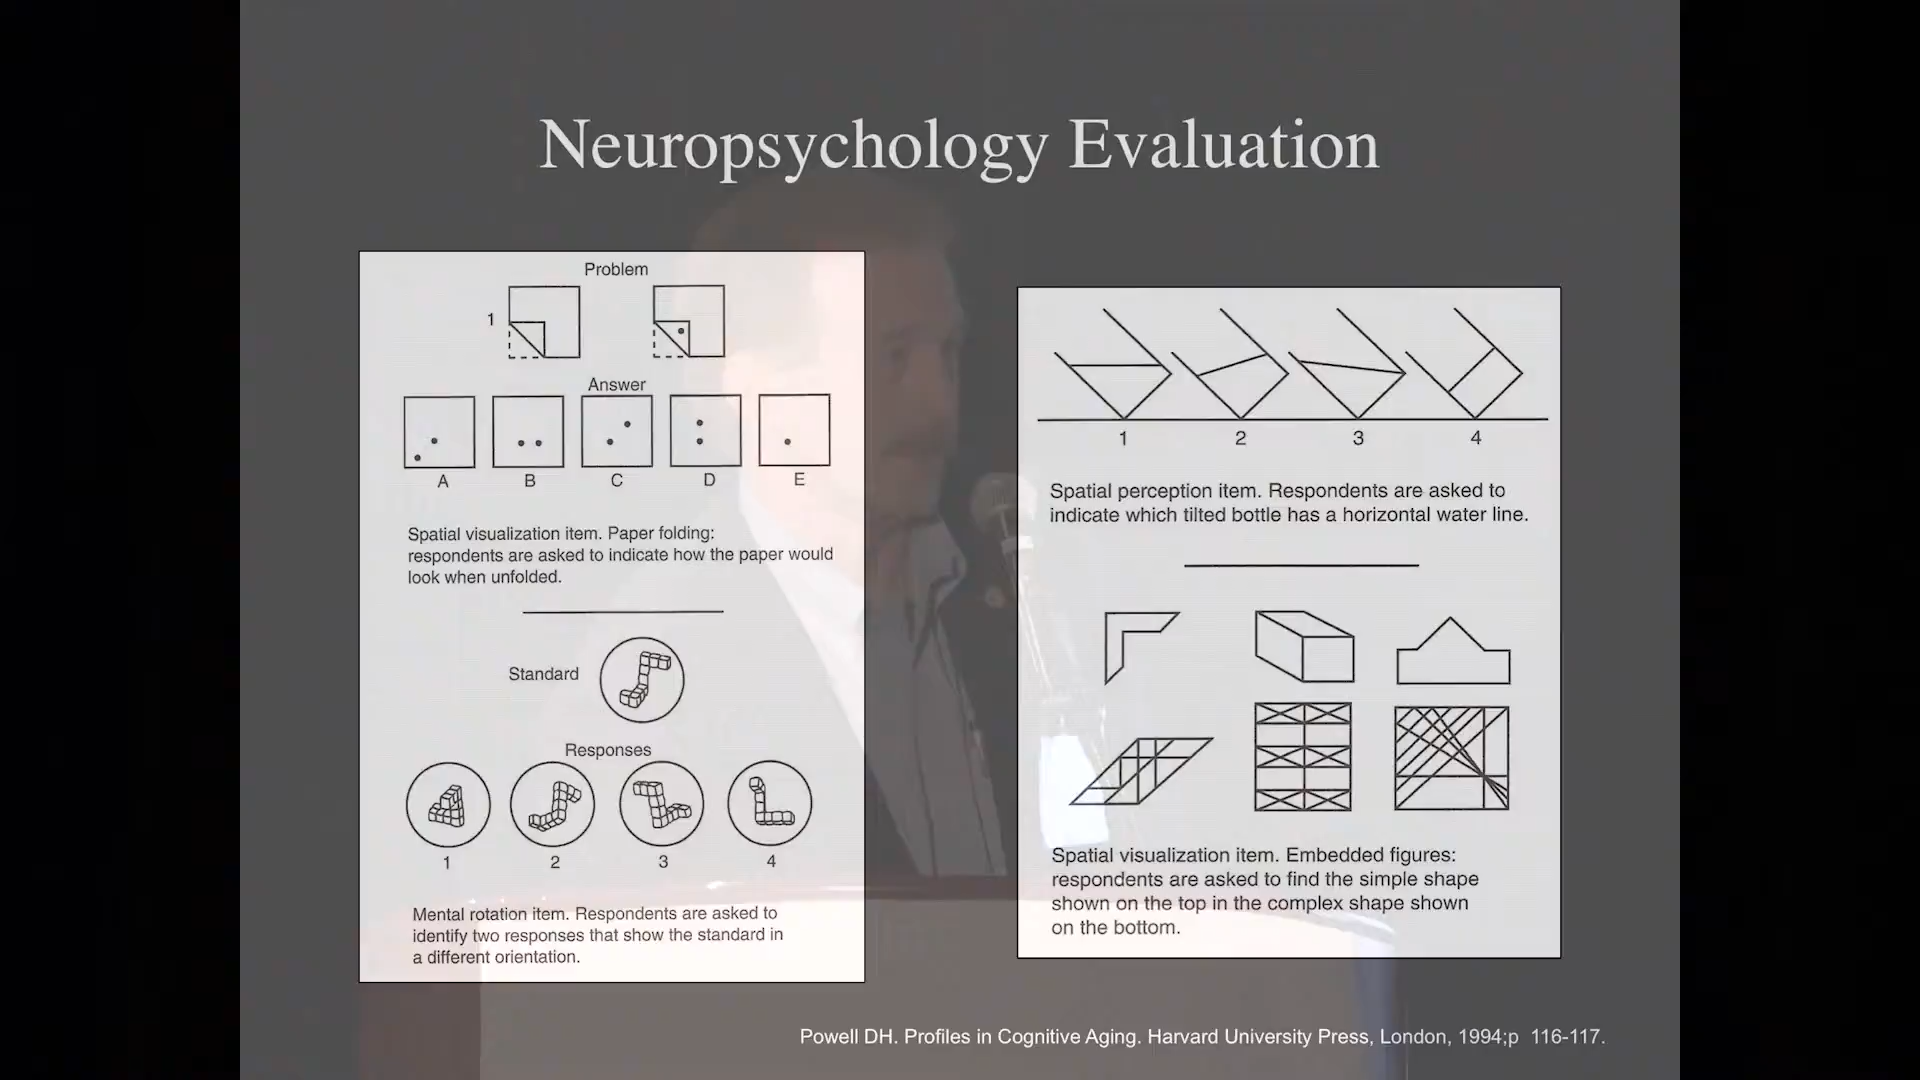 Neuropsychology Evaluation
Problem
1
Answer
A B C D E
Spatial visualization item. Paper folding:
respondents are asked to indicate how the paper would
look when unfolded.
Standard
Responses
1 2 3 4
Mental rotation item. Respondents are asked to
identify two responses that show the standard in
a different orientation.
1 2 3 4
Spatial perception item. Respondents are asked to
indicate which tilted bottle has a horizontal water line.
Spatial visualization item. Embedded figures:
respondents are asked to find the simple shape
shown on the top in the complex shape shown
on the bottom.
Powell DH. Profiles in Cognitive Aging. Harvard University Press, London, 1994;p 116-117.